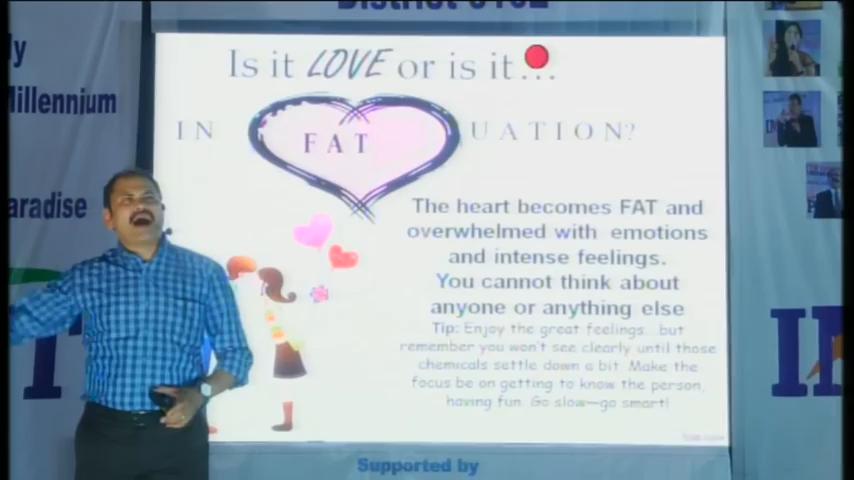 Is it LOVE or is it...
IN FAT UATION?
The heart becomes FAT and
overwhelmed with emotions
and intense feelings.
You cannot think about
anyone or anything else
Tip: Enjoy the great feelings...but
remember you won't see clearly until those
chemicals settle down a bit. Make the
focus be on getting to know the person,
having fun. Go slow—go smart!
Millennium
aradise
Supported by